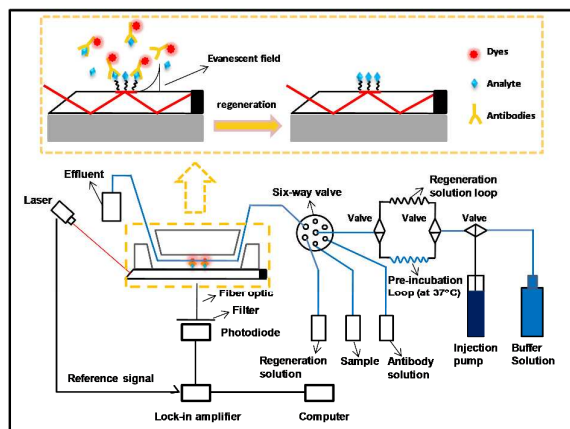 Evanescent field
regeneration
Dyes
Analyte
Antibodies
Effluent
Laser
Six-way valve
Regeneration
solution loop
Valve
Valve
Valve
Pre-incubation
Loop (at 37°C)
Fiber optic
Filter
Photodiode
Regeneration
solution
Sample
Antibody
solution
Injection
pump
Buffer
Solution
Reference signal
Lock-in amplifier
Computer